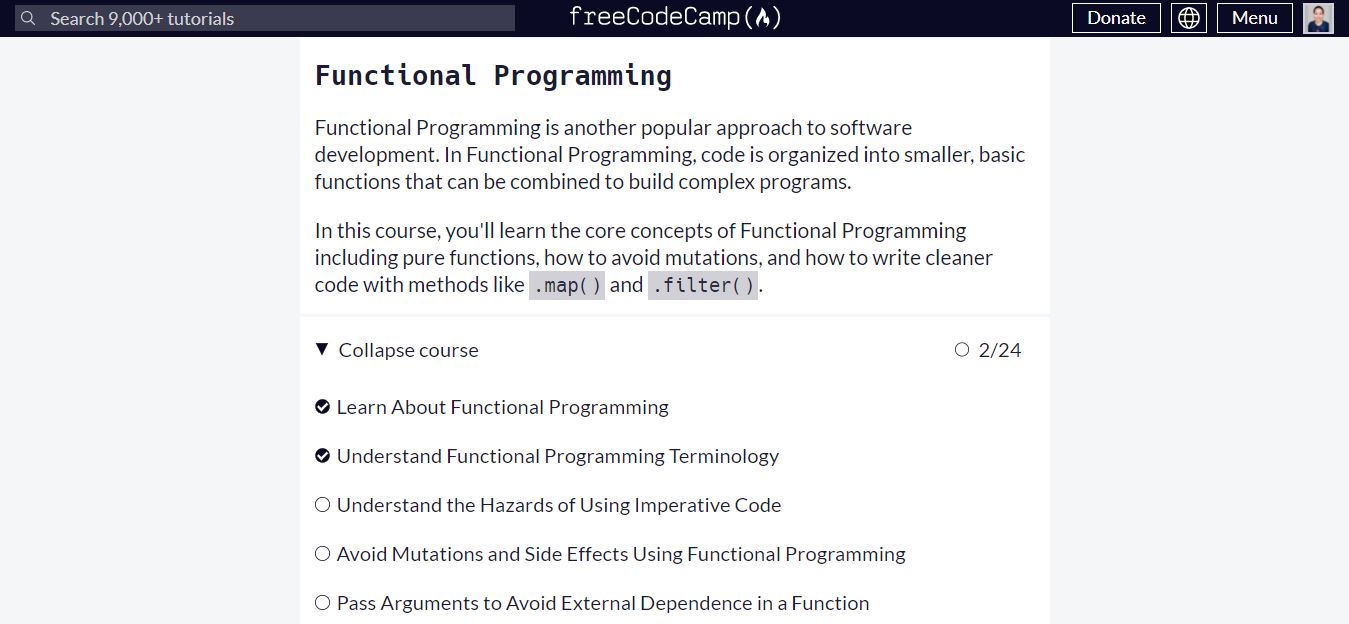 Search 9,000+ tutorials
freeCodeCamp
Donate
Menu
Functional Programming
Functional Programming is another popular approach to software
development. In Functional Programming, code is organized into smaller, basic
functions that can be combined to build complex programs.
In this course, you'll learn the core concepts of Functional Programming
including pure functions, how to avoid mutations, and how to write cleaner
code with methods like .map() and .filter().
Collapse course
2/24
Learn About Functional Programming
Understand Functional Programming Terminology
Understand the Hazards of Using Imperative Code
Avoid Mutations and Side Effects Using Functional Programming
Pass Arguments to Avoid External Dependence in a Function